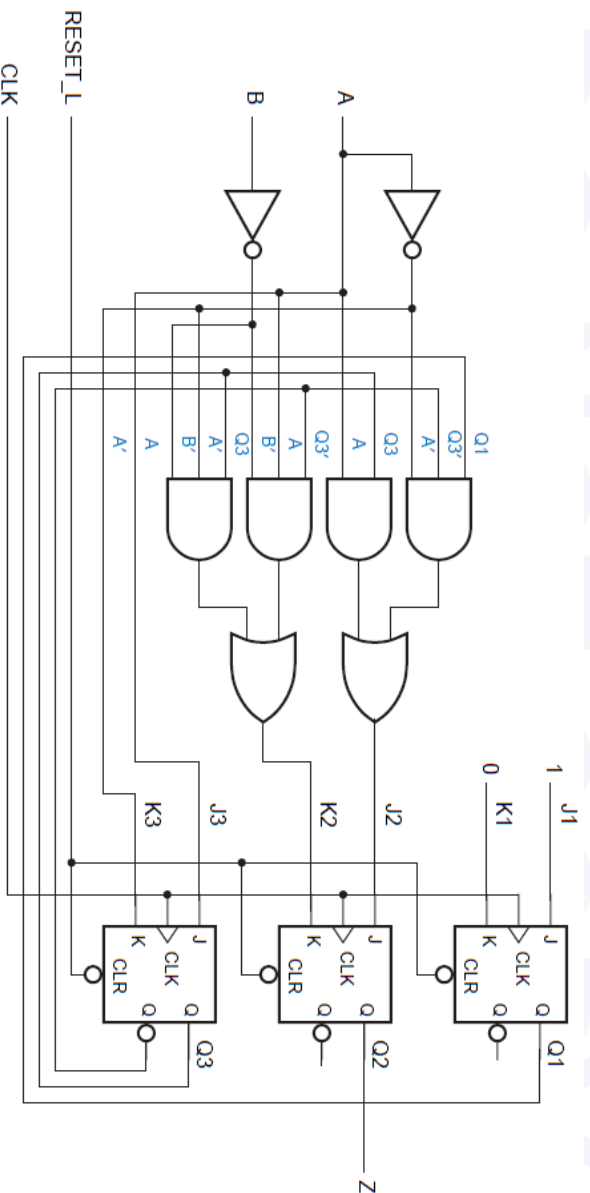 J1
1
Q1
J Q
CLK
K1
0
K Q
Q1
CLR
Q3′
A′
J2
Q3
Q2
J Q
Z
A
A
CLK
K2
Q3′
K Q
A
CLR
B′
B
Q3
J3
A′
Q3
J Q
B′
CLK
K3
A
K Q
A′
CLR
RESET_L
CLK